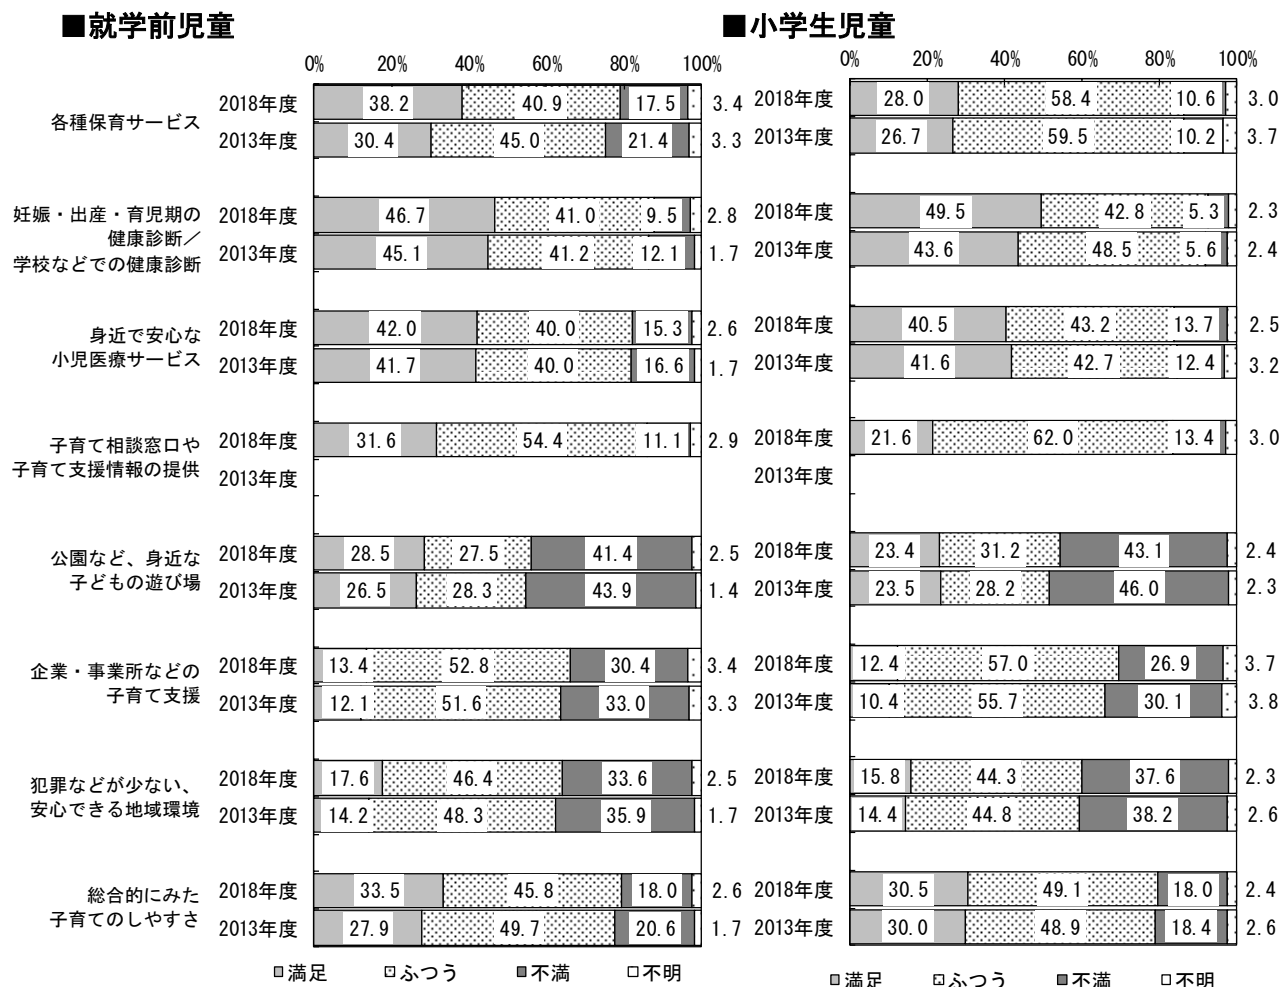 ■就学前児童
0% 20% 40% 60% 80% 100%
各種保育サービス
2018年度 38.2 40.9 17.5 3.4
2013年度 30.4 45.0 21.4 3.3
妊娠・出産・育児期の
健康診断／
学校などでの健康診断
2018年度 46.7 41.0 9.5 2.8
2013年度 45.1 41.2 12.1 1.7
身近で安心な
小児医療サービス
2018年度 42.0 40.0 15.3 2.6
2013年度 41.7 40.0 16.6 1.7
子育て相談窓口や
子育て支援情報の提供
2018年度 31.6 54.4 11.1 2.9
2013年度
公園など、身近な
子どもの遊び場
2018年度 28.5 27.5 41.4 2.5
2013年度 26.5 28.3 43.9 1.4
企業・事業所などの
子育て支援
2018年度 13.4 52.8 30.4 3.4
2013年度 12.1 51.6 33.0 3.3
犯罪などが少ない、
安心できる地域環境
2018年度 17.6 46.4 33.6 2.5
2013年度 14.2 48.3 35.9 1.7
総合的にみた
子育てのしやすさ
2018年度 33.5 45.8 18.0 2.6
2013年度 27.9 49.7 20.6 1.7
満足 ふつう 不満 不明
■小学生児童
0% 20% 40% 60% 80% 100%
2018年度 28.0 58.4 10.6 3.0
2013年度 26.7 59.5 10.2 3.7
2018年度 49.5 42.8 5.3 2.3
2013年度 43.6 48.5 5.6 2.4
2018年度 40.5 43.2 13.7 2.5
2013年度 41.6 42.7 12.4 3.2
2018年度 21.6 62.0 13.4 3.0
2013年度
2018年度 23.4 31.2 43.1 2.4
2013年度 23.5 28.2 46.0 2.3
2018年度 12.4 57.0 26.9 3.7
2013年度 10.4 55.7 30.1 3.8
2018年度 15.8 44.3 37.6 2.3
2013年度 14.4 44.8 38.2 2.6
2018年度 30.5 49.1 18.0 2.4
2013年度 30.0 48.9 18.4 2.6
満足 ふつう 不満 不明